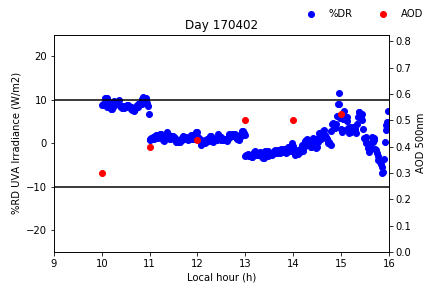 %DR AOD
Day 170402
%RD UVA Irradiance (W/m2)
20
10
0
−10
−20
0.8
0.7
0.6
0.5
0.4
0.3
0.2
0.1
0.0
AOD 500nm
9 10 11 12 13 14 15 16
Local hour (h)